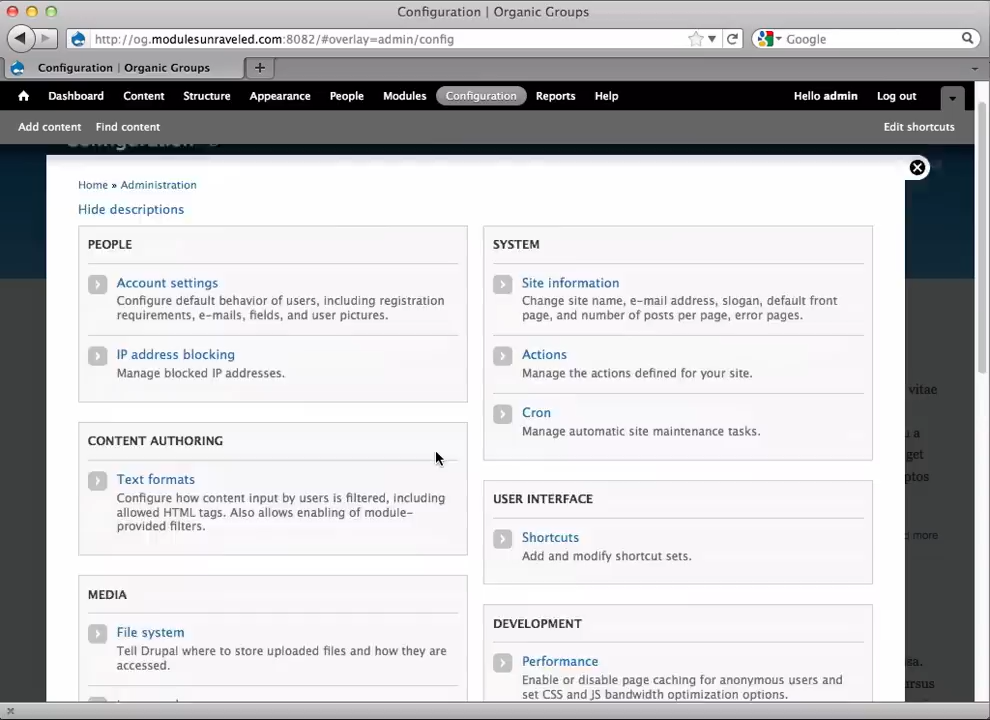 Configuration | Organic Groups
http://og.modulesunraveled.com:8082/#overlay=admin/config
Google
Configuration | Organic Groups
Dashboard Content Structure Appearance People Modules Configuration Reports Help Hello admin Log out
Add content Find content Edit shortcuts
Home » Administration
Hide descriptions
PEOPLE
Account settings
Configure default behavior of users, including registration
requirements, e-mails, fields, and user pictures.
IP address blocking
Manage blocked IP addresses.
CONTENT AUTHORING
Text formats
Configure how content input by users is filtered, including
allowed HTML tags. Also allows enabling of module-
provided filters.
MEDIA
File system
Tell Drupal where to store uploaded files and how they are
accessed.
SYSTEM
Site information
Change site name, e-mail address, slogan, default front
page, and number of posts per page, error pages.
Actions
Manage the actions defined for your site.
Cron
Manage automatic site maintenance tasks.
USER INTERFACE
Shortcuts
Add and modify shortcut sets.
DEVELOPMENT
Performance
Enable or disable page caching for anonymous users and
set CSS and JS bandwidth optimization options.
vitae
more